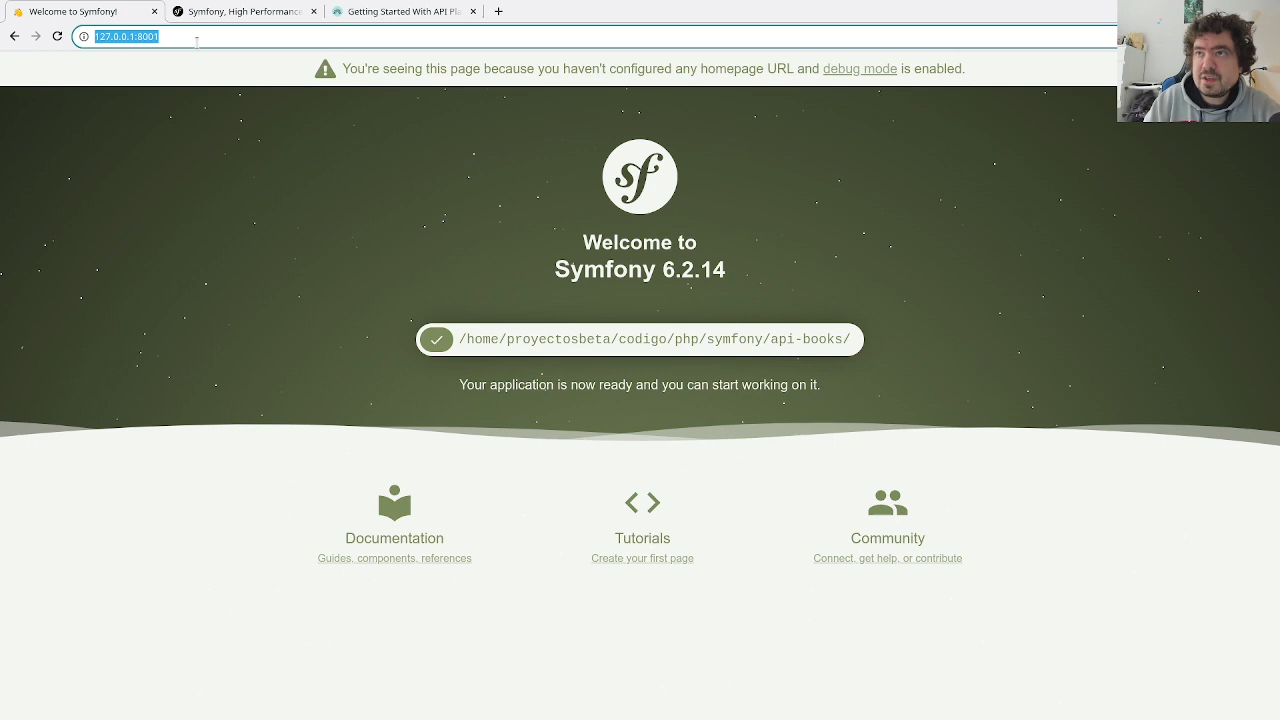 Welcome to Symfony!
Symfony, High Performance
Getting Started With API Pla
127.0.0.1:8001
You're seeing this page because you haven't configured any homepage URL and debug mode is enabled.
sf
Welcome to
Symfony 6.2.14
/home/proyectosbeta/codigo/php/symfony/api-books/
Your application is now ready and you can start working on it.
Documentation
Guides, components, references
Tutorials
Create your first page
Community
Connect, get help, or contribute